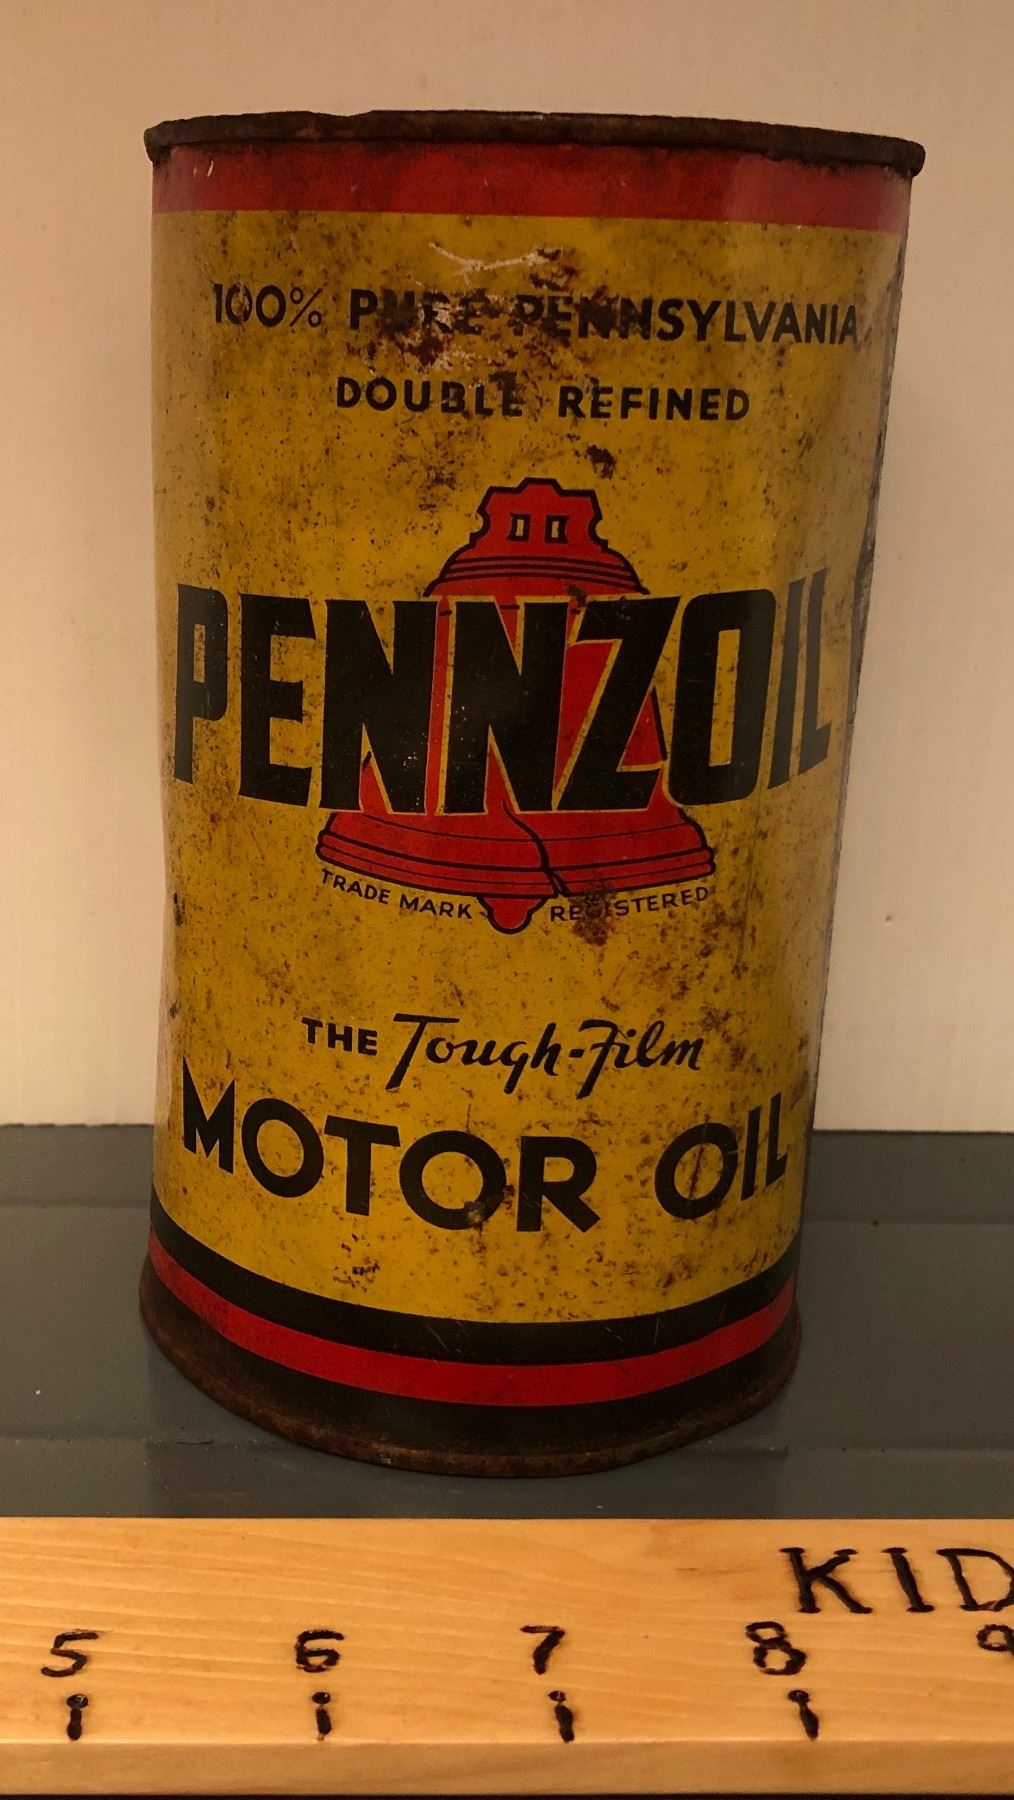 100% PURE PENNSYLVANIA
DOUBLE REFINED
PENNZOIL
TRADE MARK REGISTERED
THE Tough-Film
MOTOR OIL
KID
5 6 7 8 9